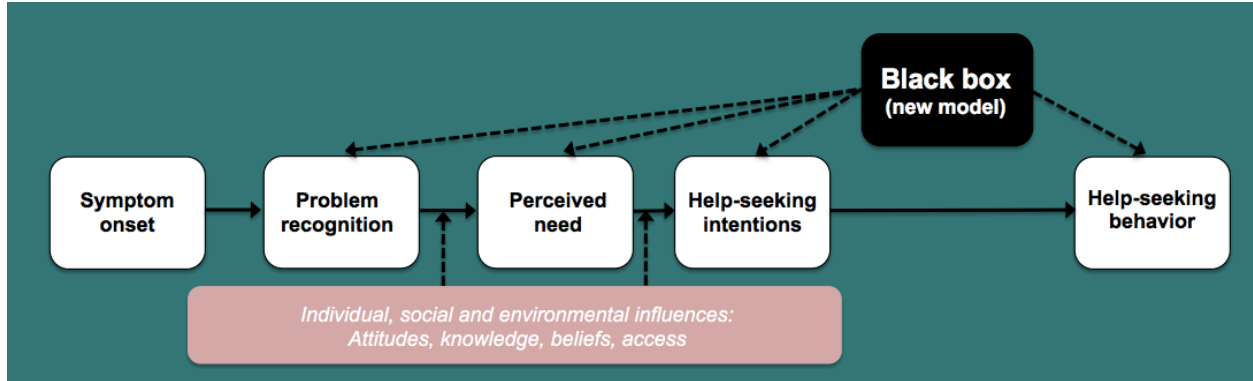 Black box
(new model)
Symptom
onset
Problem
recognition
Perceived
need
Help-seeking
intentions
Help-seeking
behavior
Individual, social and environmental influences:
Attitudes, knowledge, beliefs, access